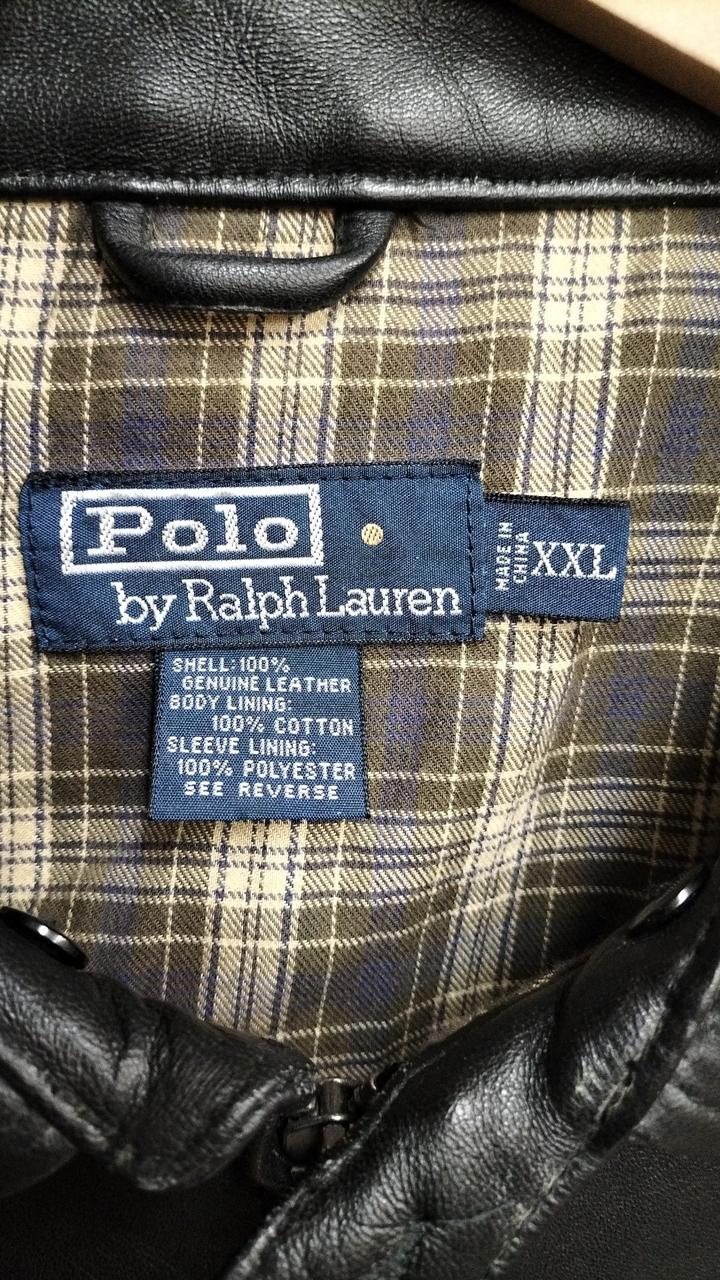 Polo
by Ralph Lauren
MADE IN
CHINA
XXL
SHELL: 100%
GENUINE LEATHER
BODY LINING:
100% COTTON
SLEEVE LINING:
100% POLYESTER
SEE REVERSE